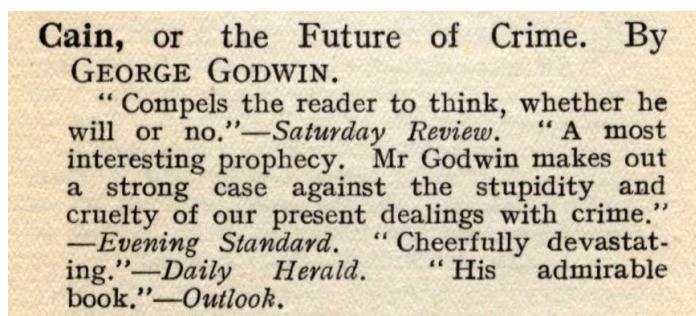 Cain, or the Future of Crime. By
GEORGE GODWIN.
“Compels the reader to think, whether he
will or no.”—Saturday Review. “A most
interesting prophecy. Mr Godwin makes out
a strong case against the stupidity and
cruelty of our present dealings with crime.”
—Evening Standard. “Cheerfully devastat-
ing.”—Daily Herald. “His admirable
book.”—Outlook.